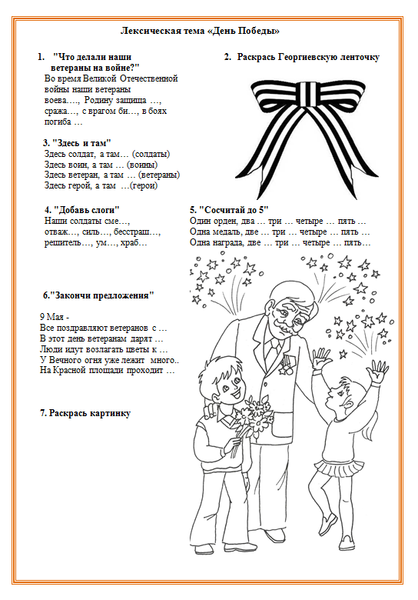 Лексическая тема «День Победы»
1. "Что делали наши
ветераны на войне?"
Во время Великой Отечественной
войны наши ветераны
воева…., Родину защища …,
сража…, с врагом би…, в боях
погиба …
2. Раскрась Георгиевскую ленточку
3. "Здесь и там"
Здесь солдат, а там… (солдаты)
Здесь воин, а там … (воины)
Здесь ветеран, а там … (ветераны)
Здесь герой, а там …(герои)
4. "Добавь слоги"
Наши солдаты сме…,
отваж…, силь…, бесстраш…,
решитель…, ум…, храб…
5. "Сосчитай до 5"
Один орден, два … три … четыре … пять …
Одна медаль, две … три … четыре … пять …
Одна награда, две … три … четыре … пять…
6."Закончи предложения"
9 Мая -
Все поздравляют ветеранов с …
В этот день ветеранам дарят …
Люди идут возлагать цветы к …
У Вечного огня уже лежит много..
На Красной площади проходит …
7. Раскрась картинку